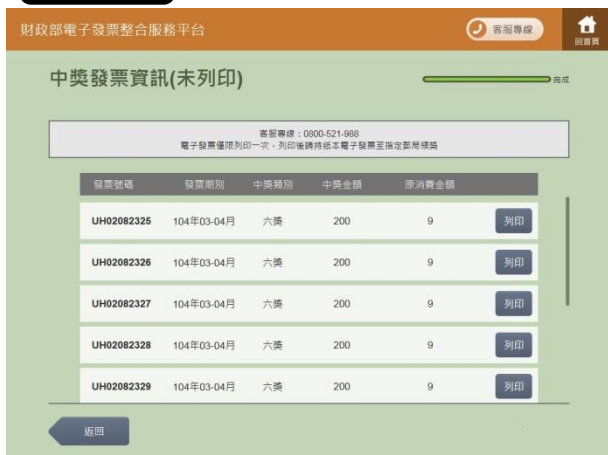 財政部電子發票整合服務平台
客服專線
回首頁
中獎發票資訊(未列印)
完成
客服專線：0800-521-988
電子發票僅限列印一次，列印後請持紙本電子發票至指定郵局領獎
發票號碼 發票期別 中獎類別 中獎金額 原消費金額
UH02082325 104年03-04月 六獎 200 9 列印
UH02082326 104年03-04月 六獎 200 9 列印
UH02082327 104年03-04月 六獎 200 9 列印
UH02082328 104年03-04月 六獎 200 9 列印
UH02082329 104年03-04月 六獎 200 9 列印
返回